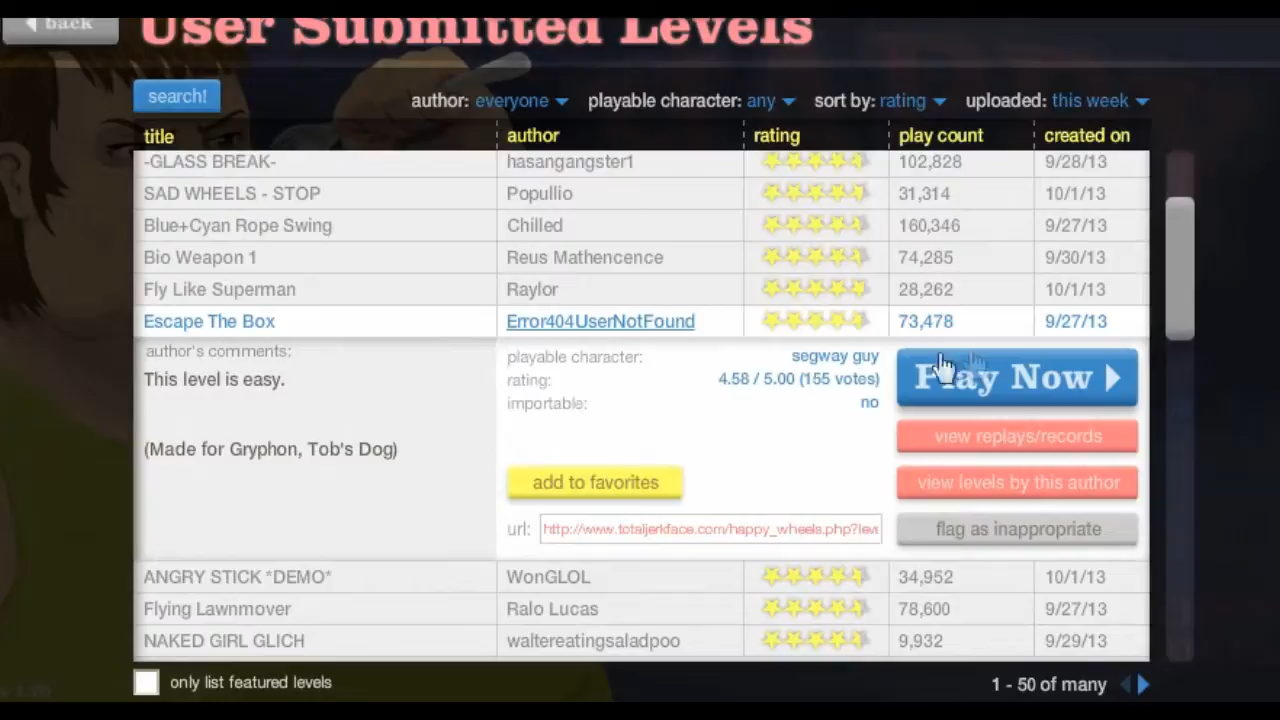 back
User Submitted Levels
search!
author: everyone playable character: any sort by: rating uploaded: this week
title author rating play count created on
-GLASS BREAK- hasangangster1 102,828 9/28/13
SAD WHEELS - STOP Popullio 31,314 10/1/13
Blue+Cyan Rope Swing Chilled 160,346 9/27/13
Bio Weapon 1 Reus Mathencence 74,285 9/30/13
Fly Like Superman Raylor 28,262 10/1/13
Escape The Box Error404UserNotFound 73,478 9/27/13
author's comments:
This level is easy.
(Made for Gryphon, Tob's Dog)
playable character: segway guy
rating: 4.58 / 5.00 (155 votes)
importable: no
add to favorites
url: http://www.totaljerkface.com/happy_wheels.php?lev
Play Now
view replays/records
view levels by this author
flag as inappropriate
ANGRY STICK *DEMO* WonGLOL 34,952 10/1/13
Flying Lawnmover Ralo Lucas 78,600 9/27/13
NAKED GIRL GLICH waltereatingsaladpoo 9,932 9/29/13
only list featured levels
1 - 50 of many